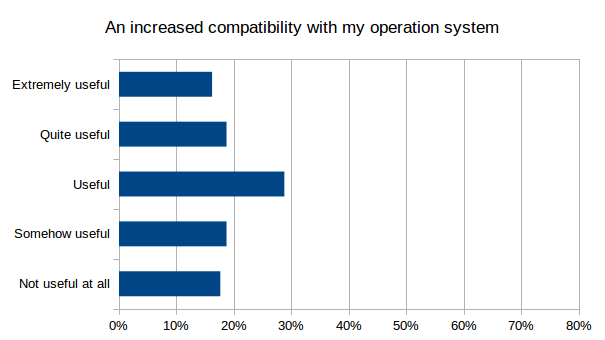 An increased compatibility with my operation system
Extremely useful
Quite useful
Useful
Somehow useful
Not useful at all
0% 10% 20% 30% 40% 50% 60% 70% 80%